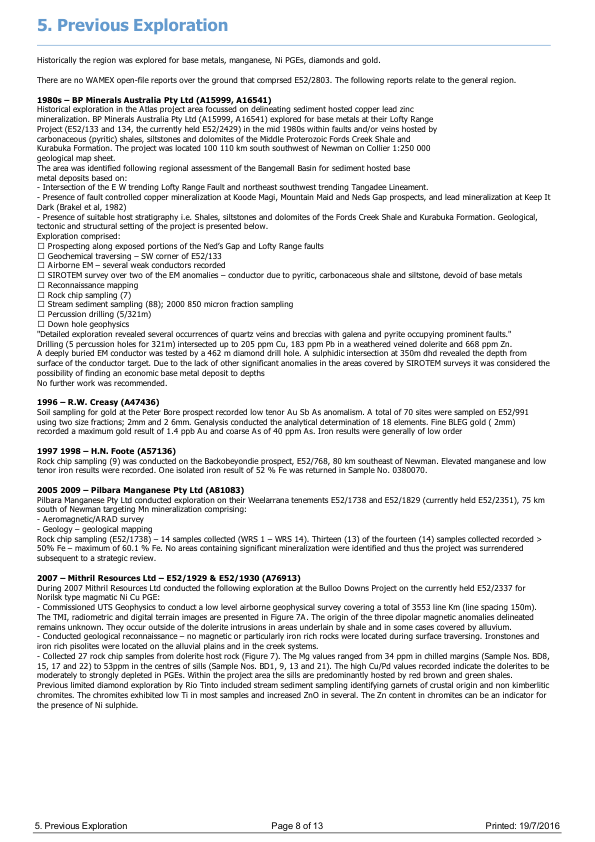 5. Previous Exploration
Historically the region was explored for base metals, manganese, Ni PGEs, diamonds and gold.
There are no WAMEX open-file reports over the ground that comprsed E52/2803. The following reports relate to the general region.
1980s – BP Minerals Australia Pty Ltd (A15999, A16541)
Historical exploration in the Atlas project area focussed on delineating sediment hosted copper lead zinc
mineralization. BP Minerals Australia (A15999, A16541) explored for base metals at their Lofty Range
Project (E52/133 and 134, the currently held E52/2429) in the mid 1980s within faults and/or veins hosted by
carbonaceous (pyritic) shales, siltstones and dolomites of the Middle Proterozoic Fords Creek Shale and
Kurabuka Formation. The project was located 100 110 km south southwest of Newman on Collier 1:250 000
geological map sheet.
The area was identified following regional assessment of the Bangemall Basin for sediment hosted base
metal deposits based on:
- Intersection of the E W trending Lofty Range Fault and northeast southwest trending Tangadee Lineament.
- Presence of fault controlled copper mineralization at Koode Magi, Mountain Maid and Neds Gap prospects, and lead mineralization at Keep It
Dark (Brakel et al, 1982)
- Presence of suitable host stratigraphy i.e. Shales, siltstones and dolomites of the Fords Creek Shale and Kurabuka Formation. Geological,
tectonic and structural setting of the project is presented below.
Exploration comprised:
☐ Prospecting along exposed portions of the Ned's Gap and Lofty Range faults
☐ Geochemical traversing – SW corner of E52/133
☐ Airborne EM – several weak conductors recorded
☐ SIROTEM survey over two of the EM anomalies – conductor due to pyritic, carbonaceous shale and siltstone, devoid of base metals
☐ Reconnaissance mapping
☐ Rock chip sampling (7)
☐ Stream sediment sampling (88); 2000 850 micron fraction sampling
☐ Percussion drilling (5/321m)
☐ Down hole geophysics
"Detailed exploration revealed several occurrences of quartz veins and breccias with galena and pyrite occupying prominent faults."
Drilling (5 percussion holes for 321m) intersected up to 205 ppm Cu, 183 ppm Pb in a weathered veined dolerite and 668 ppm Zn.
A deeply buried EM conductor was tested by a 462 m diamond drill hole. A sulphidic intersection at 350m dhd revealed the depth from
surface of the conductor target. Due to the lack of other significant anomalies in the areas covered by SIROTEM surveys it was considered the
possibility of finding an economic base metal deposit to depths
No further work was recommended.
1996 – R.W. Creasy (A47436)
Soil sampling for gold at the Peter Bore prospect recorded low tenor Au Sb As anomalism. A total of 70 sites were sampled on E52/991
using two size fractions; 2mm and 2 6mm. Genalysis conducted the analytical determination of 18 elements. Fine BLEG gold ( 2mm)
recorded a maximum gold result of 1.4 ppb Au and coarse As of 40 ppm As. Iron results were generally of low order
1997 1998 – H.N. Foote (A57136)
Rock chip sampling (9) was conducted on the Backobeyondie prospect, E52/768, 80 km southeast of Newman. Elevated manganese and low
tenor iron results were recorded. One isolated iron result of 52 % Fe was returned in Sample No. 0380070.
2005 2009 – Pilbara Manganese Pty Ltd (A81083)
Pilbara Manganese Pty Ltd conducted exploration on their Weelarrana tenements E52/1738 and E52/1829 (currently held E52/2351), 75 km
south of Newman targeting Mn mineralization comprising:
- Aeromagnetic/ARAD survey
- Geology – geological mapping
Rock chip sampling (E52/1738) – 14 samples collected (WRS 1 – WRS 14). Thirteen (13) of the fourteen (14) samples collected recorded >
50% Fe – maximum of 60.1 % Fe. No areas containing significant mineralization were identified and thus the project was surrendered
subsequent to a strategic review.
2007 – Mithril Resources Ltd – E52/1929 & E52/1930 (A76913)
During 2007 Mithril Resources Ltd conducted the following exploration at the Bulloo Downs Project on the currently held E52/2337 for
Norilsk type magmatic Ni Cu PGE:
- Commissioned UTS Geophysics to conduct a low level airborne geophysical survey covering a total of 3553 line Km (line spacing 150m).
The TMI, radiometric and digital terrain images are presented in Figure 7A. The origin of the three dipolar magnetic anomalies delineated
remains unknown. They occur outside of the dolerite intrusions in areas underlain by shale and in some cases covered by alluvium.
- Conducted geological reconnaissance – no magnetic or particularly iron rich rocks were located during surface traversing. Ironstones and
iron rich pisolites were located on the alluvial plains and in the creek systems.
- Collected 27 rock chip samples from dolerite host rock (Figure 7). The Mg values ranged from 34 ppm in chilled margins (Sample Nos. BD8,
15, 17 and 22) to 53ppm in the centres of sills (Sample Nos. BD1, 9, 13 and 21). The high Cu/Pd values recorded indicate the dolerites to be
moderately to strongly depleted in PGEs. Within the project area the sills are predominantly hosted by red brown and green shales.
Previous limited diamond exploration by Rio Tinto included stream sediment sampling identifying garnets of crustal origin and non kimberlitic
chromites. The chromites exhibited low Ti in most samples and increased ZnO in several. The Zn content in chromites can be an indicator for
the presence of Ni sulphide.
5. Previous Exploration
Page 8 of 13
Printed: 19/7/2016